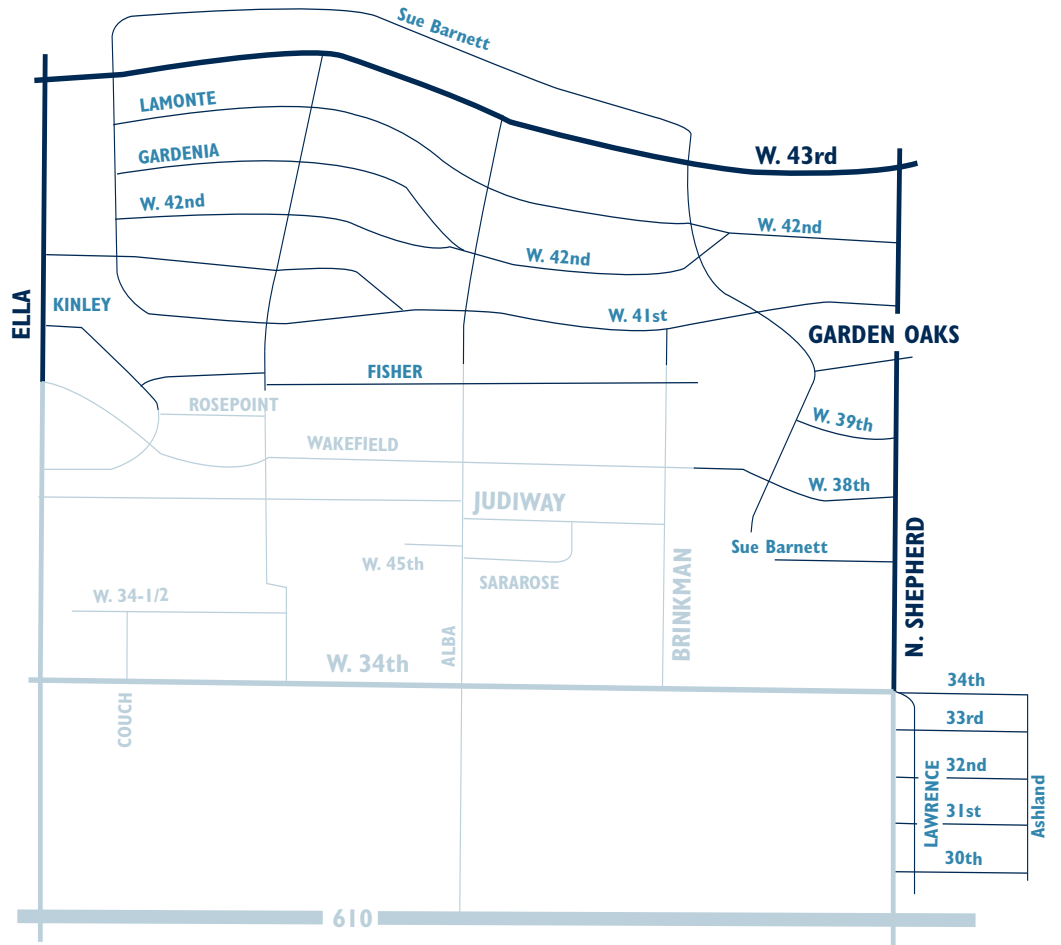 Sue Barnett
LAMONTE
GARDENIA
W. 43rd
W. 42nd
W. 42nd
W. 42nd
ELLA
KINLEY
W. 41st
GARDEN OAKS
FISHER
ROSEPOINT
W. 39th
WAKEFIELD
W. 38th
JUDIWAY
Sue Barnett
W. 45th
SARAROSE
BRINKMAN
N. SHEPHERD
W. 34-1/2
ALBA
W. 34th
34th
COUCH
33rd
32nd
LAWRENCE
Ashland
31st
30th
610